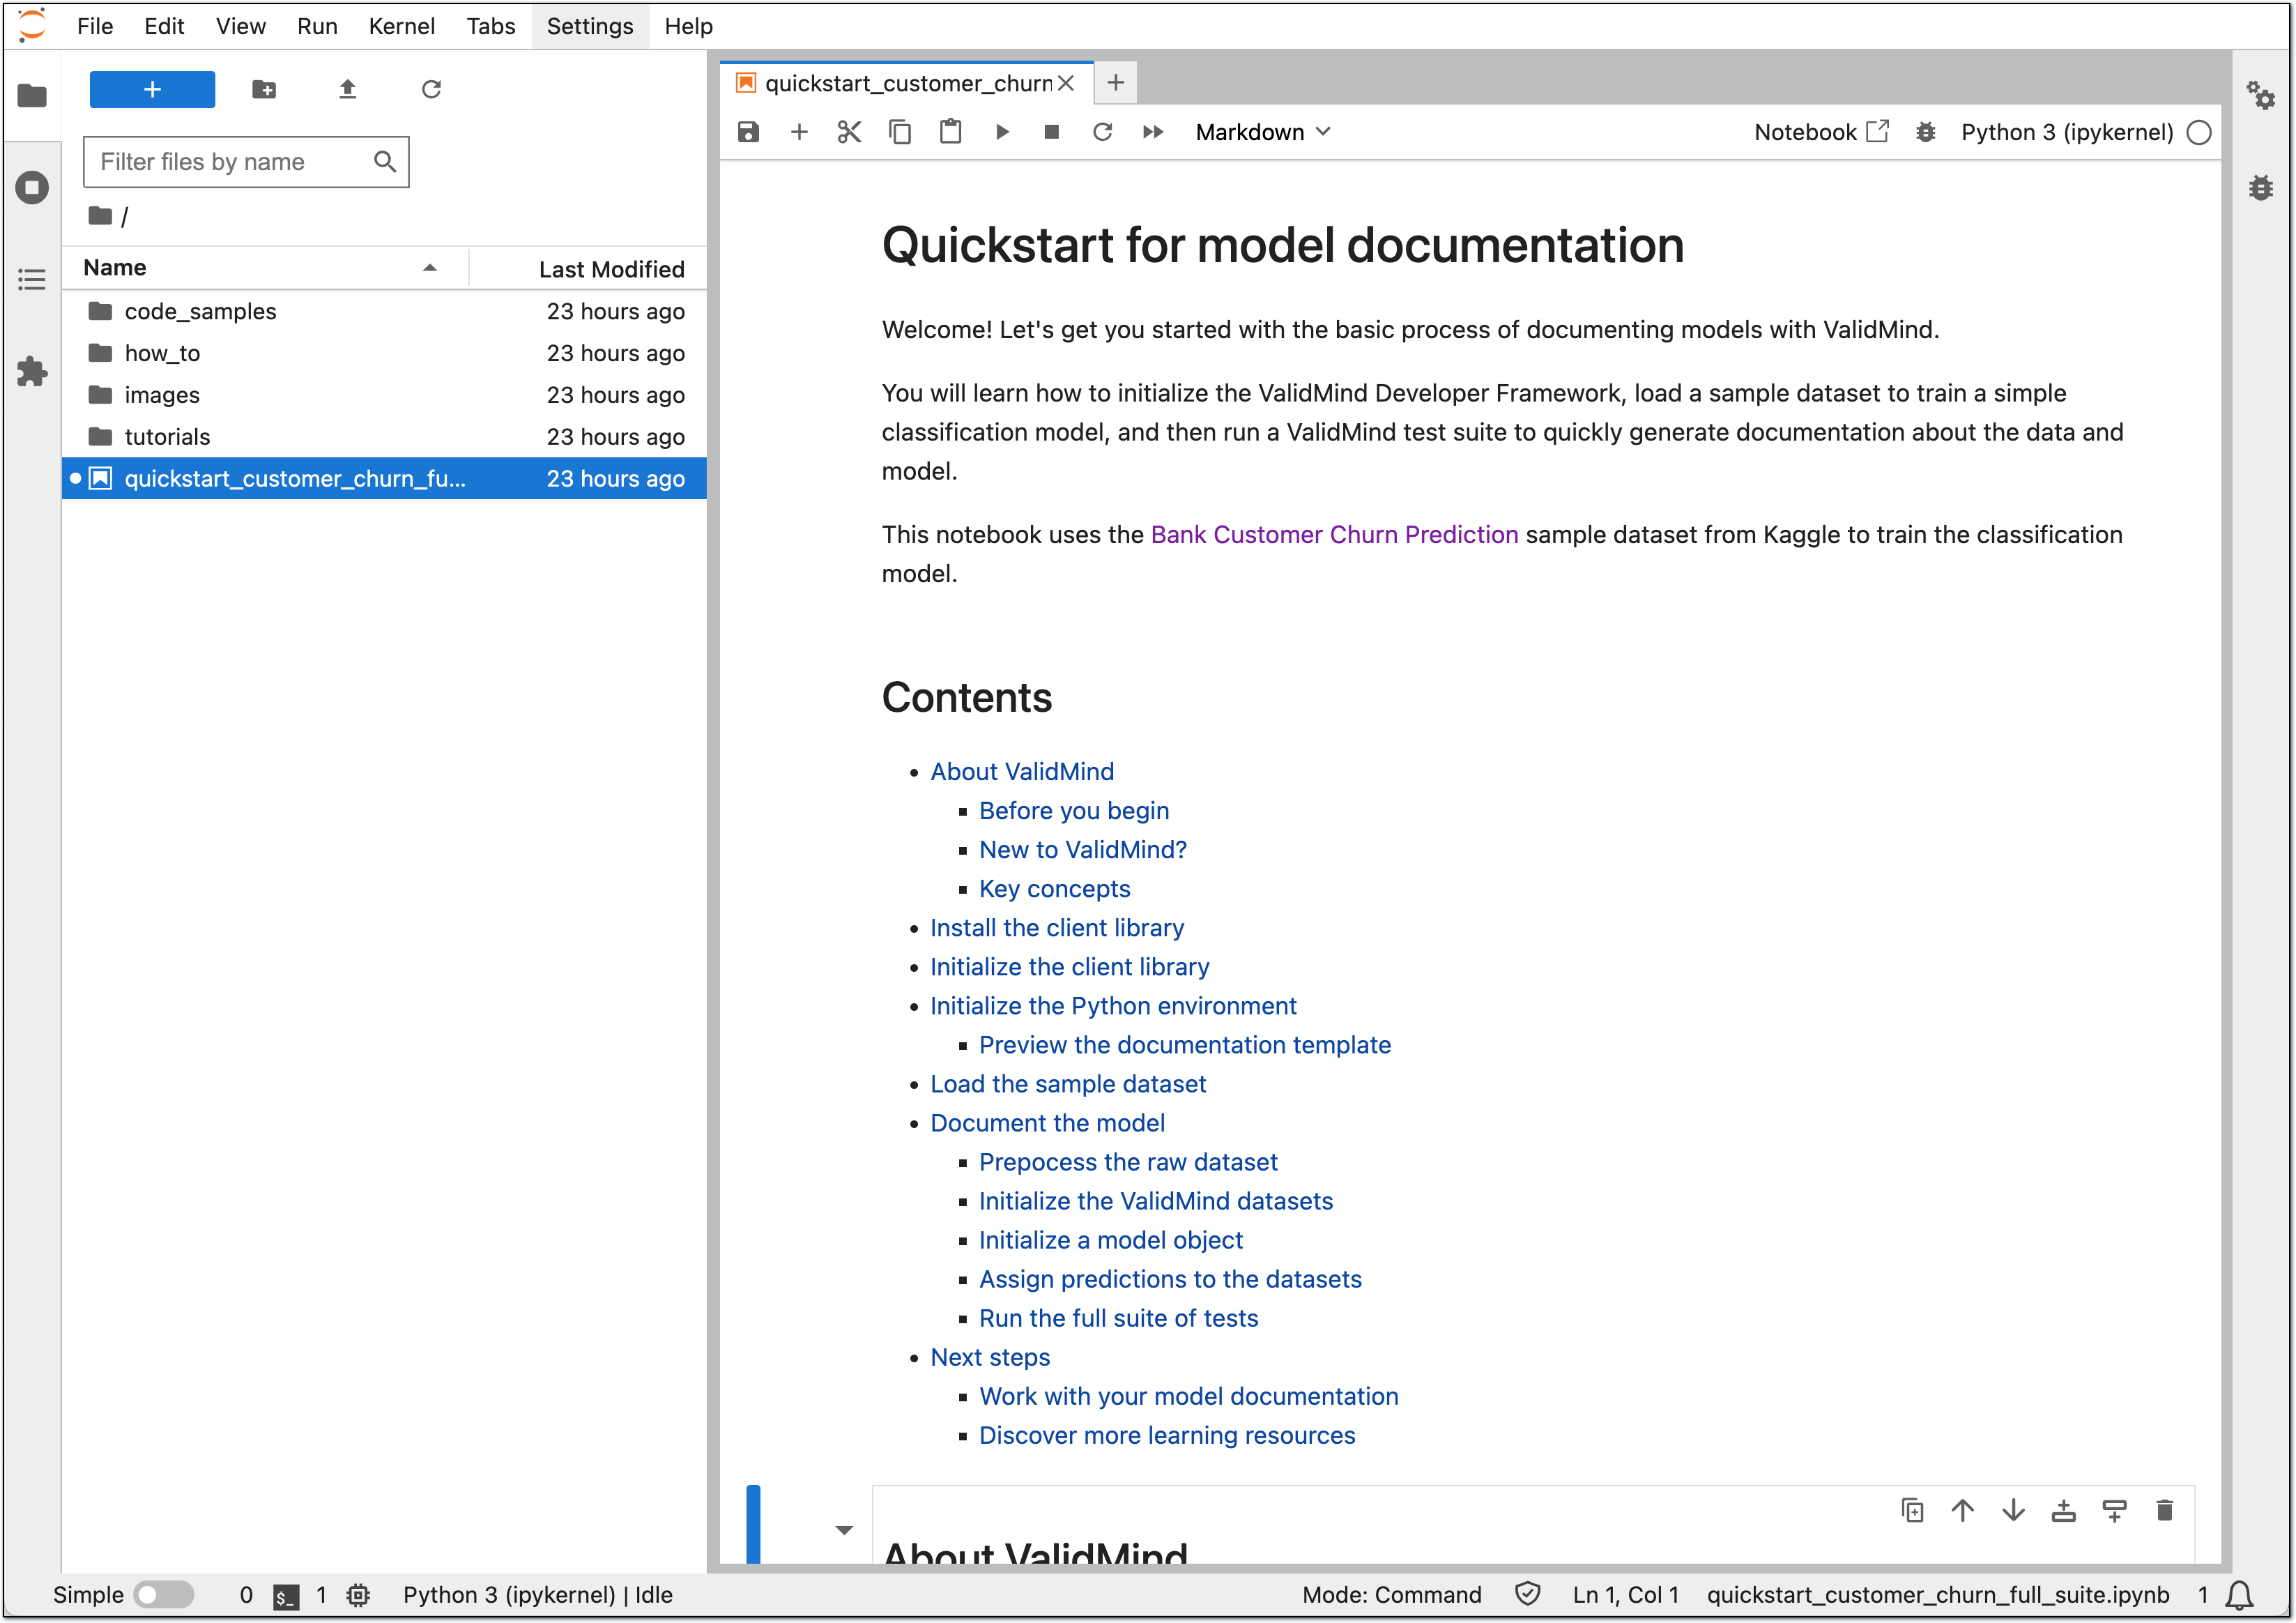 File Edit View Run Kernel Tabs Settings Help
+
Filter files by name
/
Name Last Modified
code_samples 23 hours ago
how_to 23 hours ago
images 23 hours ago
tutorials 23 hours ago
quickstart_customer_churn_fu... 23 hours ago
quickstart_customer_churn
Markdown Notebook Python 3 (ipykernel)
Quickstart for model documentation
Welcome! Let's get you started with the basic process of documenting models with ValidMind.
You will learn how to initialize the ValidMind Developer Framework, load a sample dataset to train a simple
classification model, and then run a ValidMind test suite to quickly generate documentation about the data and
model.
This notebook uses the Bank Customer Churn Prediction sample dataset from Kaggle to train the classification
model.
Contents
• About ValidMind
▪ Before you begin
▪ New to ValidMind?
▪ Key concepts
• Install the client library
• Initialize the client library
• Initialize the Python environment
▪ Preview the documentation template
• Load the sample dataset
• Document the model
▪ Prepocess the raw dataset
▪ Initialize the ValidMind datasets
▪ Initialize a model object
▪ Assign predictions to the datasets
▪ Run the full suite of tests
• Next steps
▪ Work with your model documentation
▪ Discover more learning resources
About ValidMind
Simple 0 $_ 1 Python 3 (ipykernel) | Idle Mode: Command Ln 1, Col 1 quickstart_customer_churn_full_suite.ipynb 1